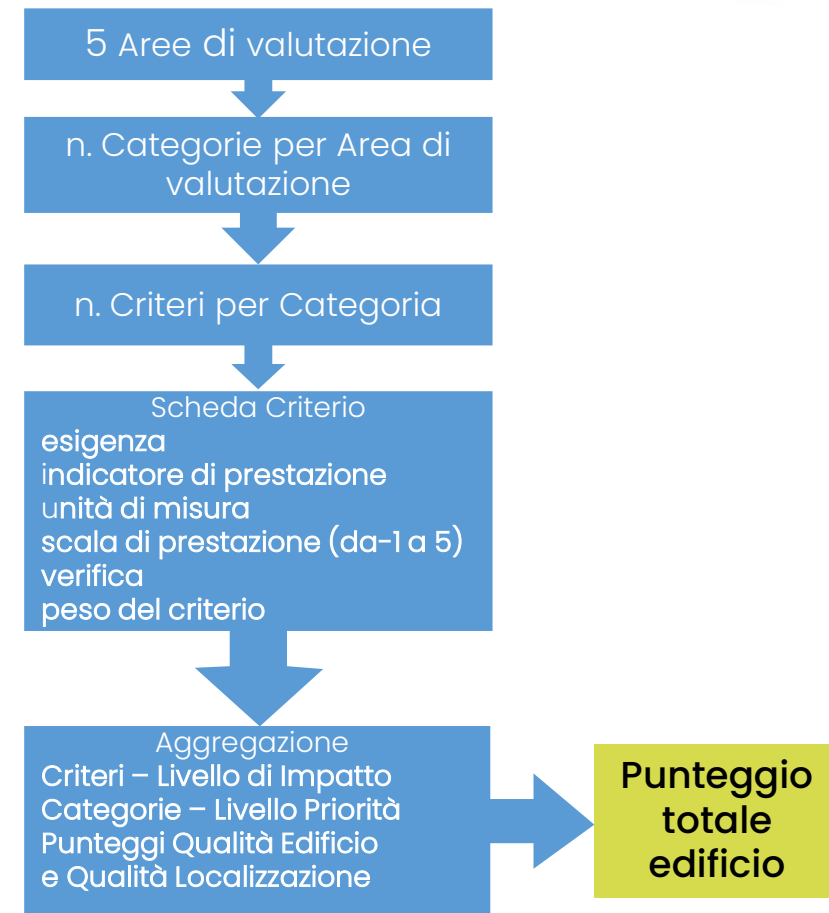 5 Aree di valutazione
n. Categorie per Area di
valutazione
n. Criteri per Categoria
Scheda Criterio
esigenza
indicatore di prestazione
unità di misura
scala di prestazione (da-1 a 5)
verifica
peso del criterio
Aggregazione
Criteri – Livello di Impatto
Categorie – Livello Priorità
Punteggi Qualità Edificio
e Qualità Localizzazione
Punteggio
totale
edificio